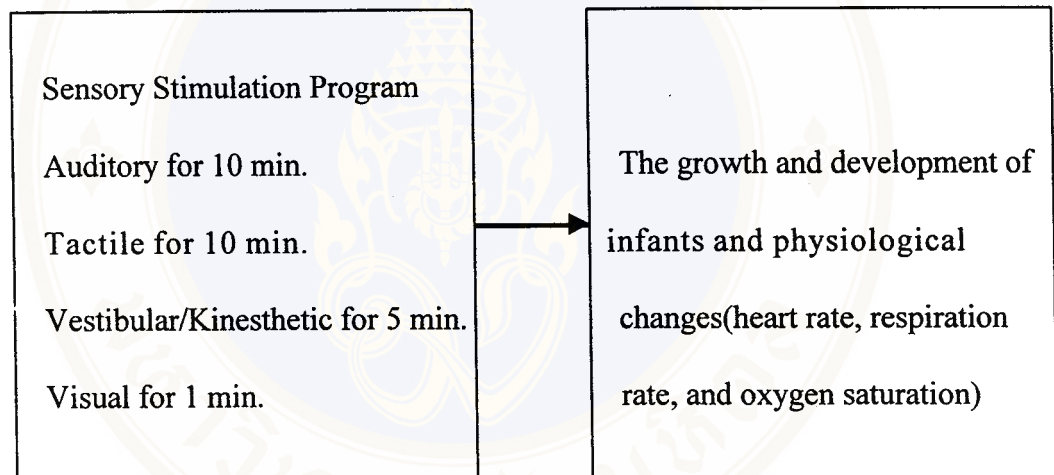 Sensory Stimulation Program
Auditory for 10 min.
Tactile for 10 min.
Vestibular/Kinesthetic for 5 min.
Visual for 1 min.
The growth and development of
infants and physiological
changes(heart rate, respiration
rate, and oxygen saturation)